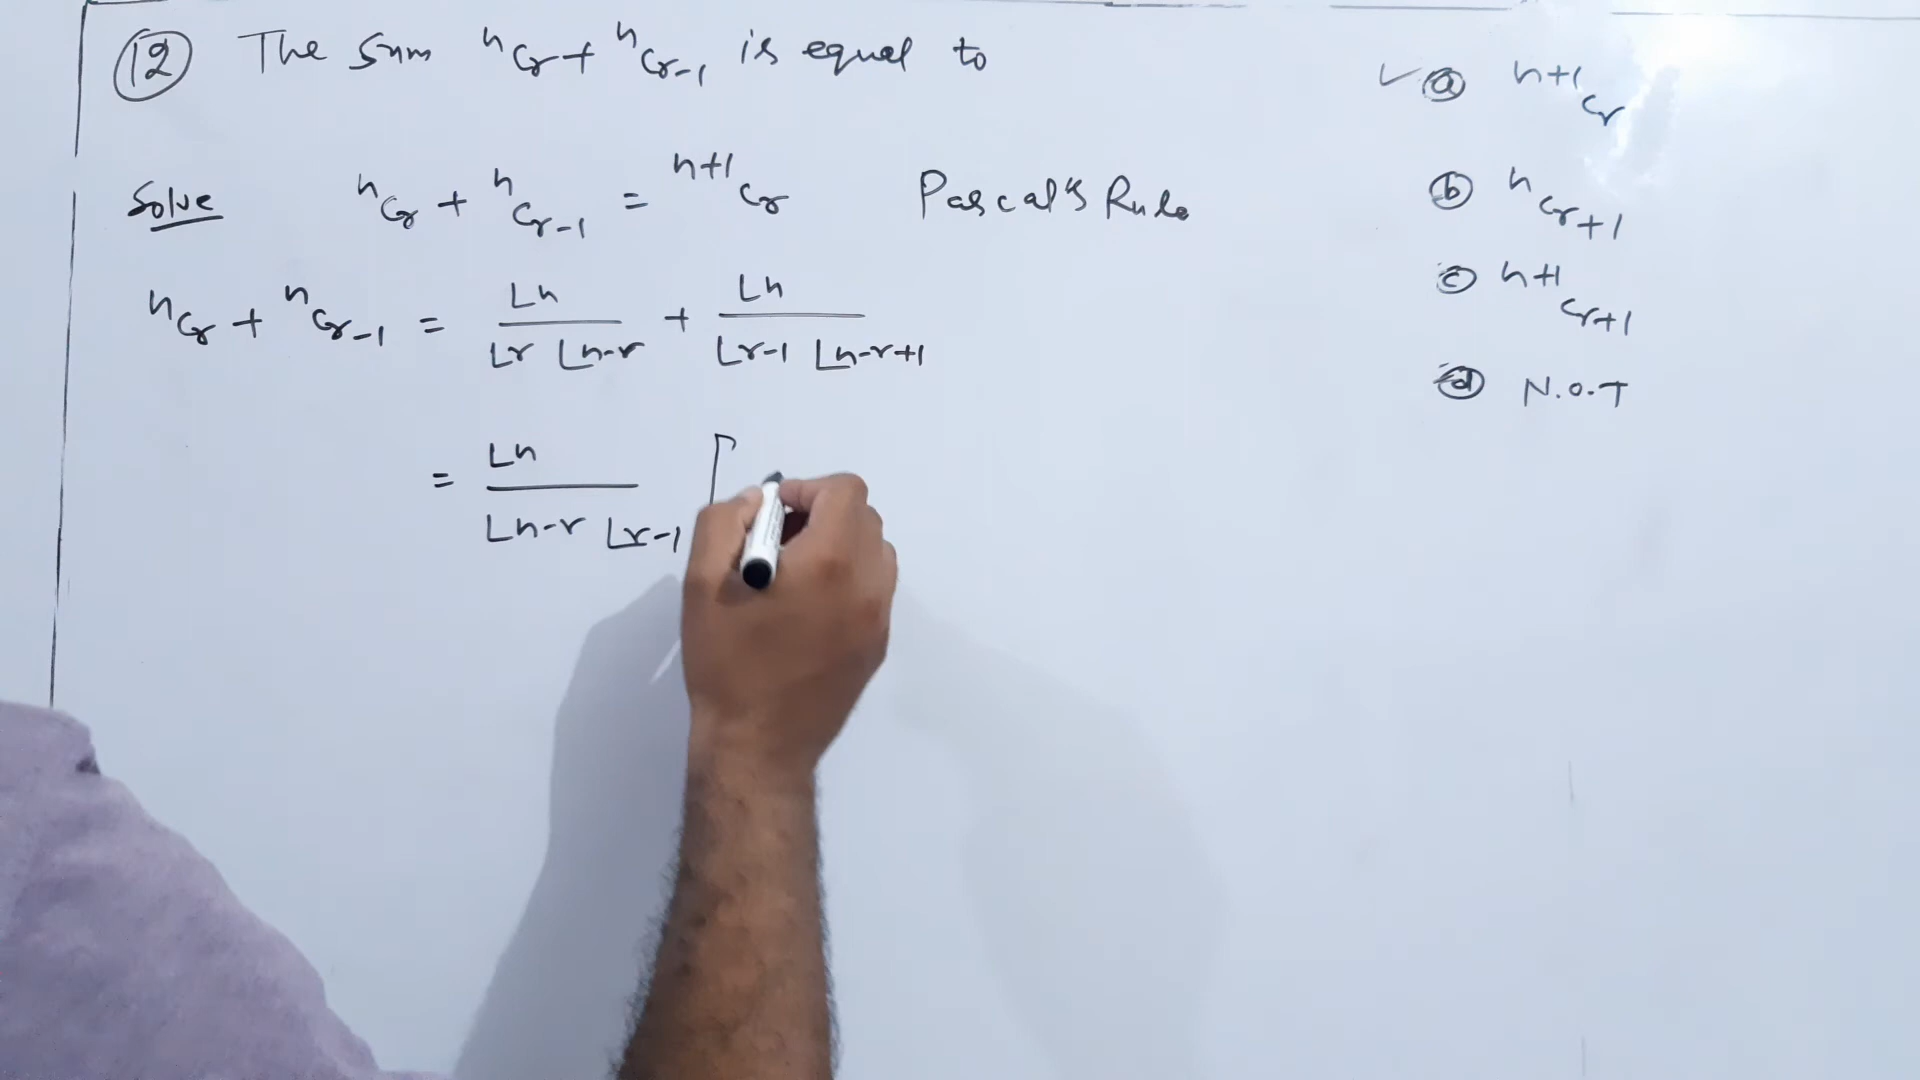 (12) The Sum ⁿCr + ⁿCr-1 is equal to
Solve ⁿCr + ⁿCr-1 = ⁿ⁺¹Cr Pascal's Rule
ⁿCr + ⁿCr-1 = Ln / (Lr Ln-r) + Ln / (Lr-1 Ln-r+1)
= Ln / (Ln-r Lr-1) [
✓ (a) ⁿ⁺¹Cr
(b) ⁿCr+1
(c) ⁿ⁺¹Cr+1
(d) N.O.T